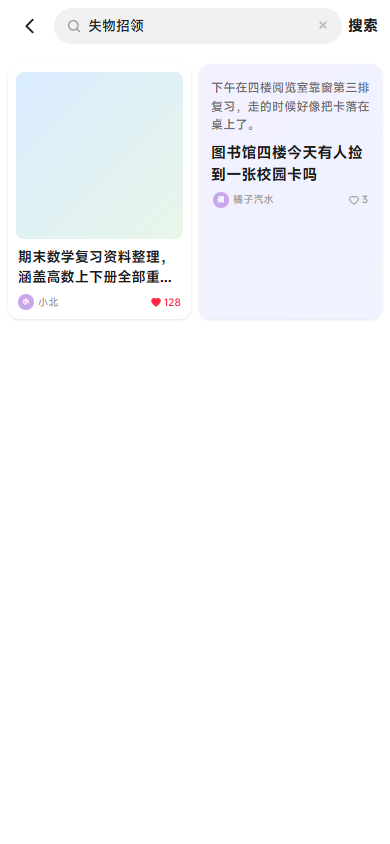 失物招领
搜索
期末数学复习资料整理，
涵盖高数上下册全部重...
小 小北
128
下午在四楼阅览室靠窗第三排
复习，走的时候好像把卡落在
桌上了。
图书馆四楼今天有人捡
到一张校园卡吗
橘 橘子汽水
3